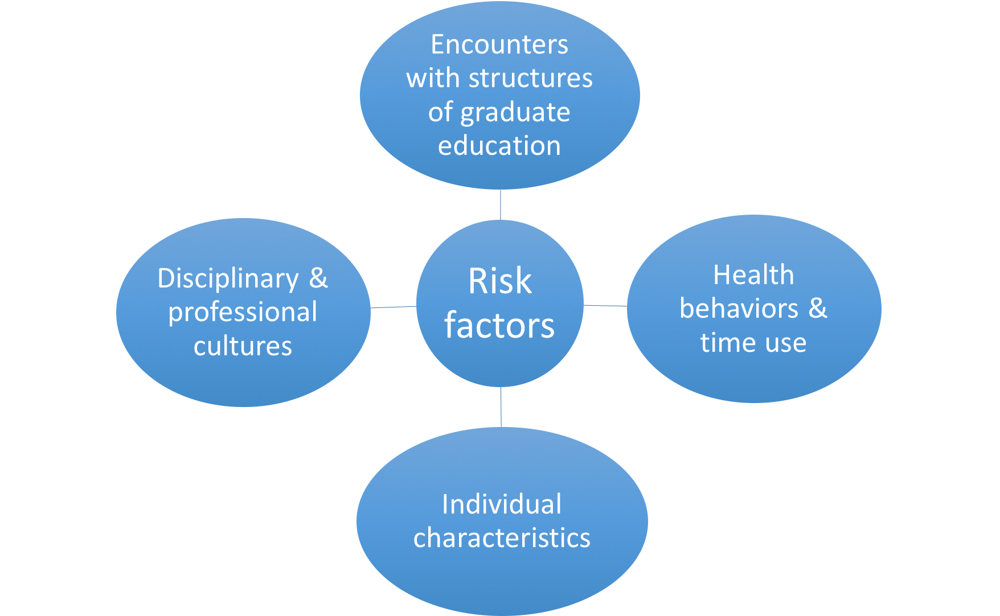 Encounters
with structures
of graduate
education
Disciplinary &
professional
cultures
Risk
factors
Health
behaviors &
time use
Individual
characteristics